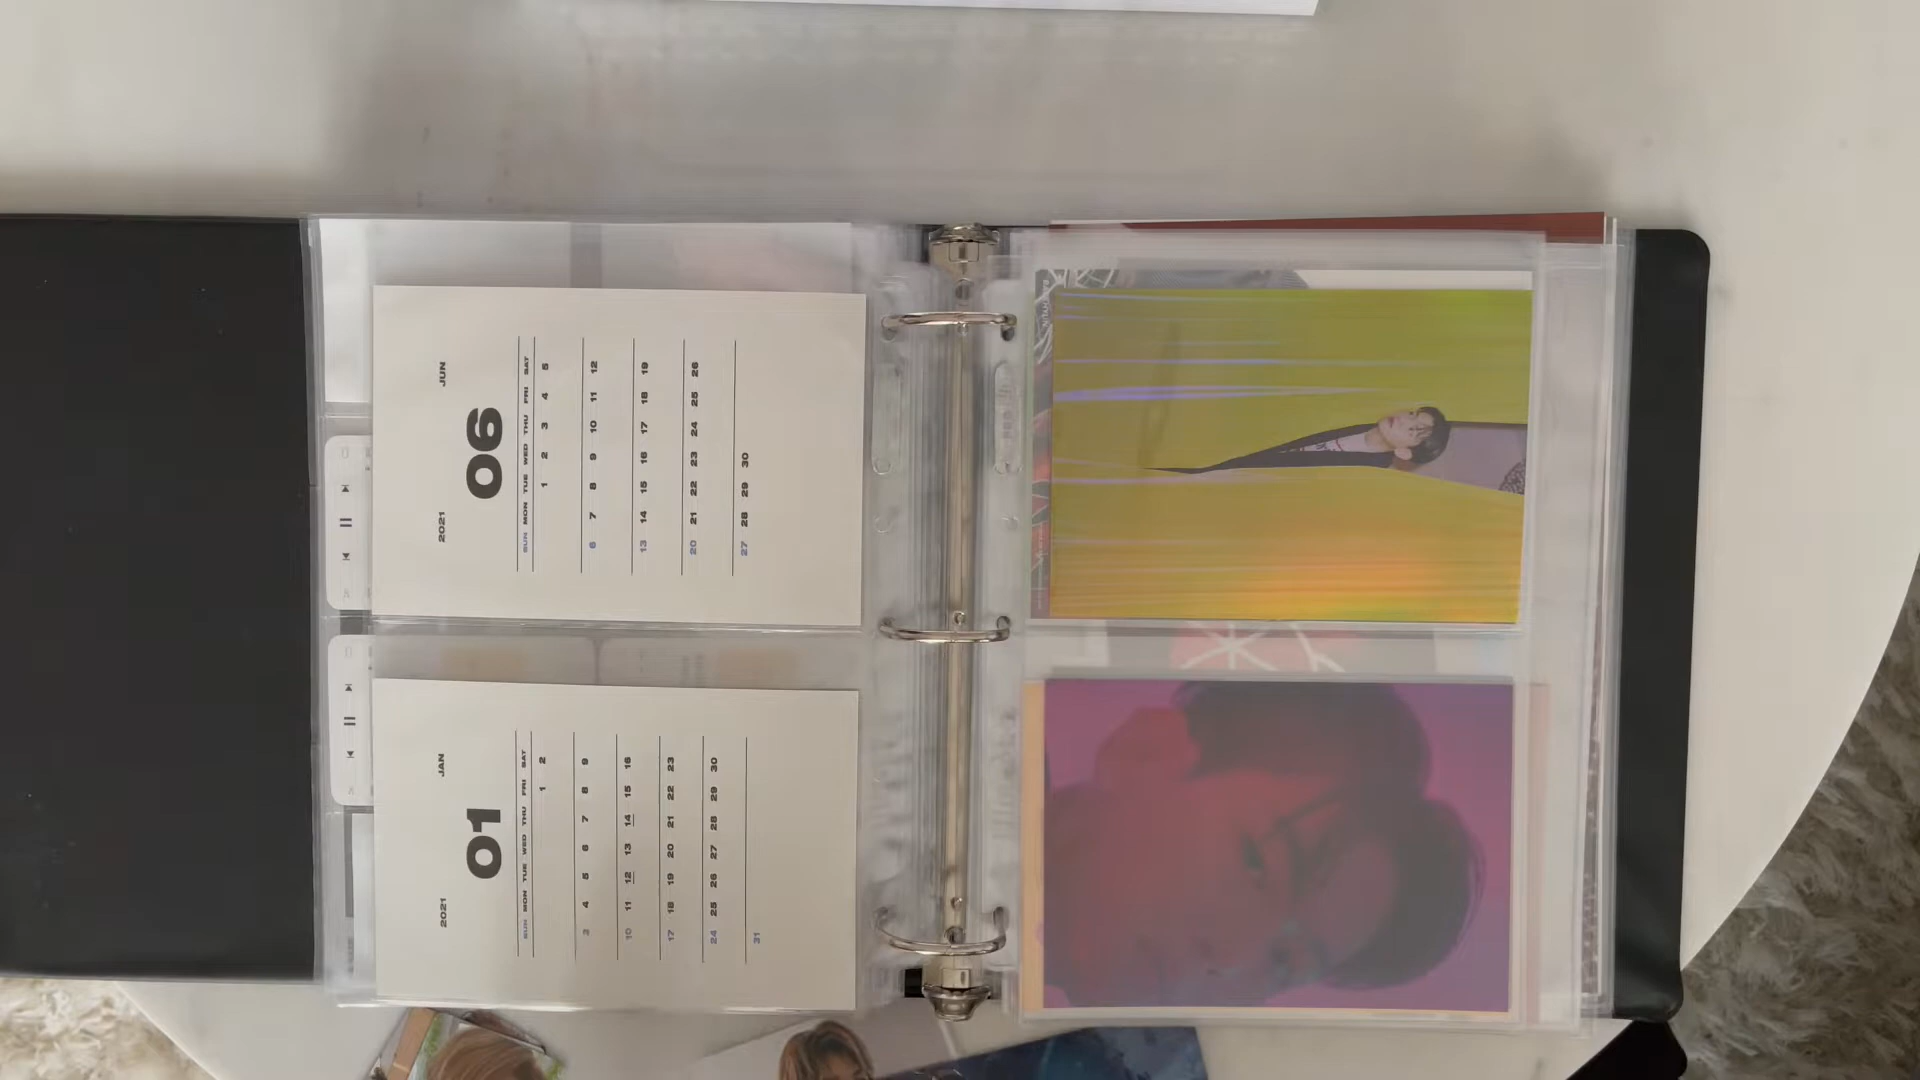 2021 JAN
01
SUN MON TUE WED THU FRI SAT
1 2
3 4 5 6 7 8 9
10 11 12 13 14 15 16
17 18 19 20 21 22 23
24 25 26 27 28 29 30
31
2021 JUN
06
SUN MON TUE WED THU FRI SAT
1 2 3 4 5
6 7 8 9 10 11 12
13 14 15 16 17 18 19
20 21 22 23 24 25 26
27 28 29 30